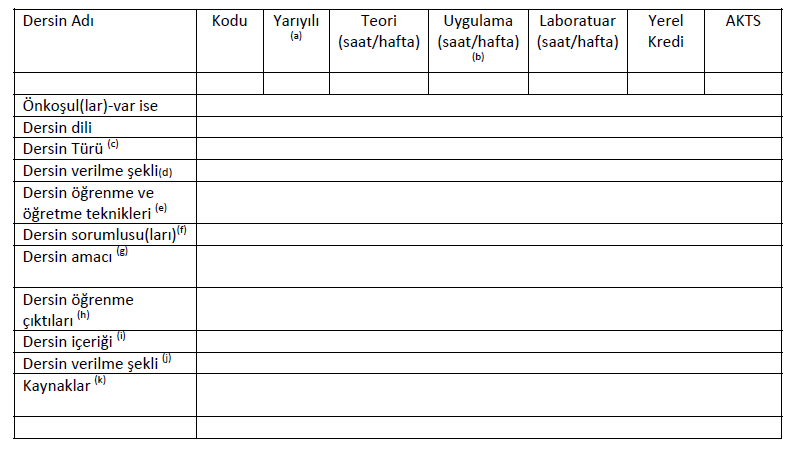 Dersin Adı Kodu Yarıyılı Teori Uygulama Laboratuar Yerel AKTS
(a) (saat/hafta) (saat/hafta) (saat/hafta) Kredi
(b)
Önkoşul(lar)-var ise
Dersin dili
Dersin Türü (c)
Dersin verilme şekli(d)
Dersin öğrenme ve
öğretme teknikleri (e)
Dersin sorumlusu(ları)(f)
Dersin amacı (g)
Dersin öğrenme
çıktıları (h)
Dersin içeriği (i)
Dersin verilme şekli (j)
Kaynaklar (k)